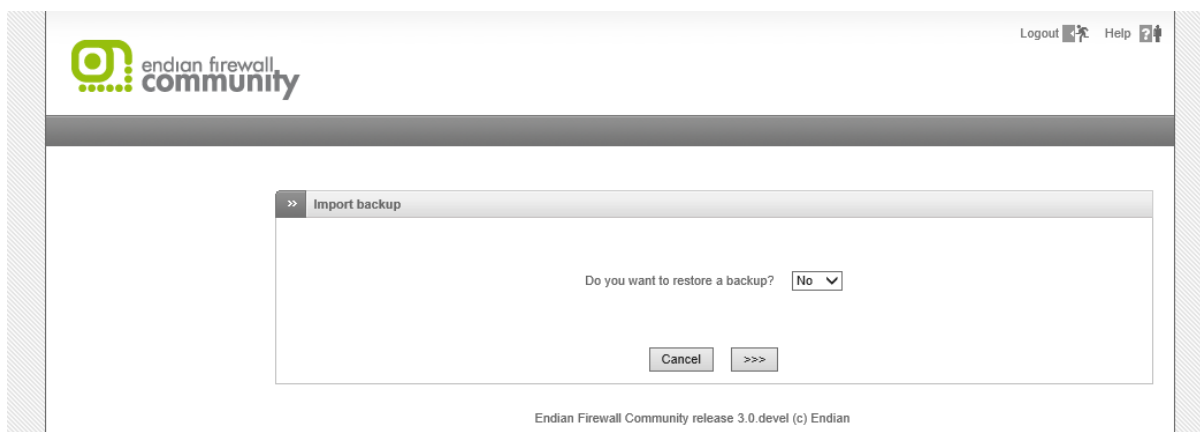 Logout Help
endian firewall
community
Import backup
Do you want to restore a backup? No
Cancel >>>
Endian Firewall Community release 3.0.devel (c) Endian